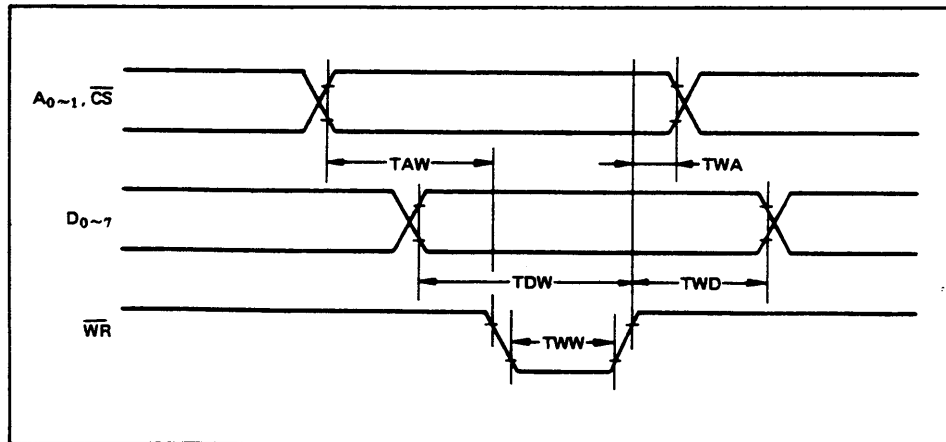 A0~1, CS
TAW
TWA
D0~7
TDW
TWD
WR
TWW